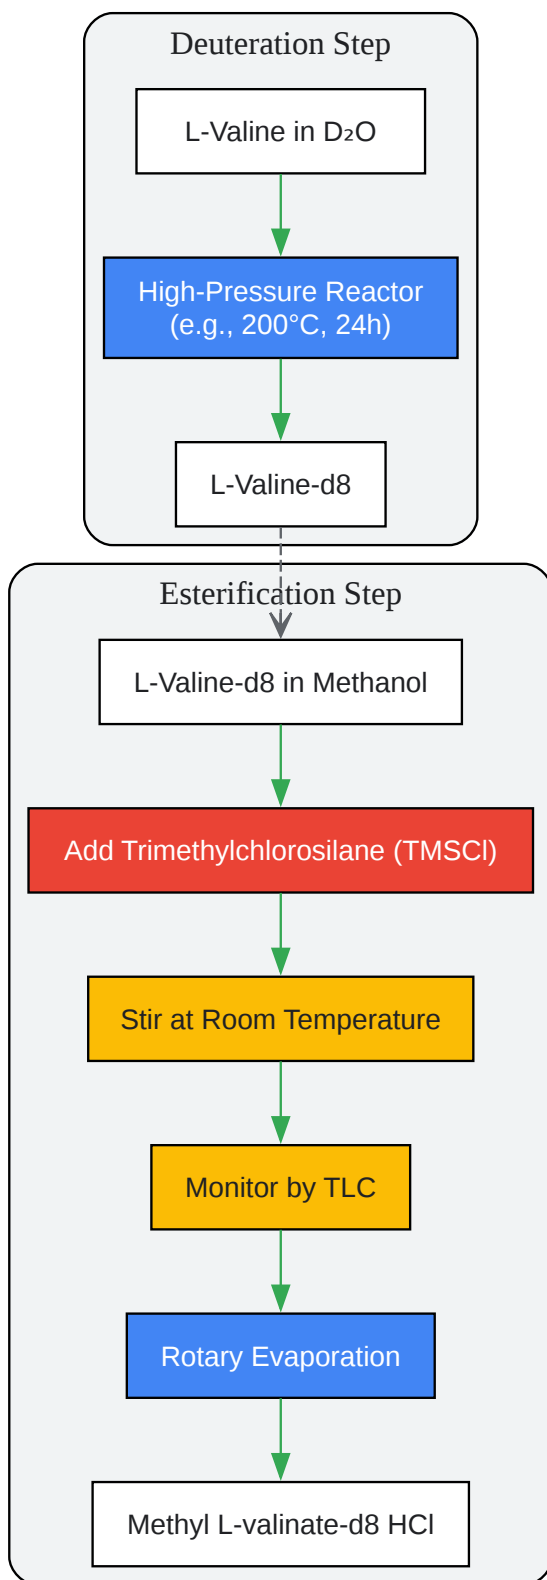 Deuteration Step
L-Valine in D₂O
High-Pressure Reactor
(e.g., 200°C, 24h)
L-Valine-d8
Esterification Step
L-Valine-d8 in Methanol
Add Trimethylchlorosilane (TMSCl)
Stir at Room Temperature
Monitor by TLC
Rotary Evaporation
Methyl L-valinate-d8 HCl